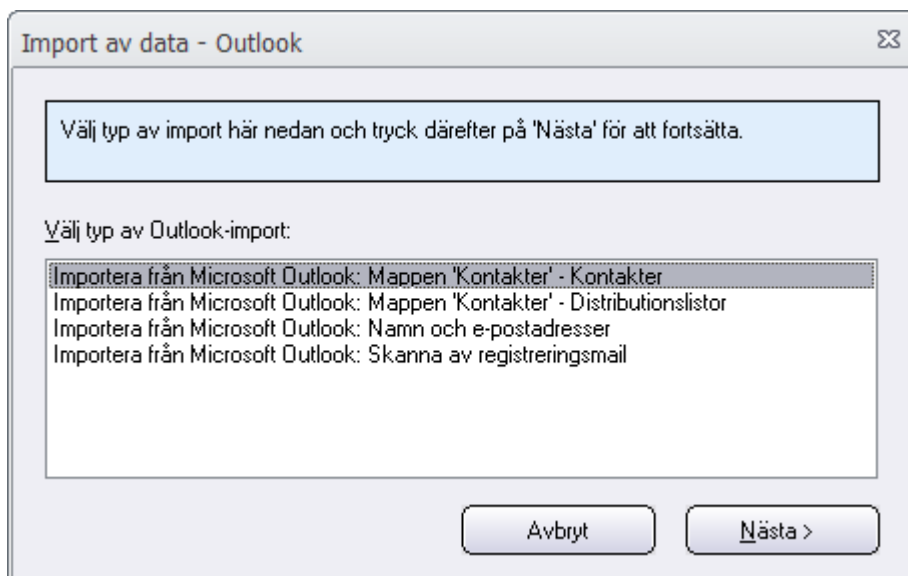 Import av data - Outlook
Välj typ av import här nedan och tryck därefter på 'Nästa' för att fortsätta.
Välj typ av Outlook-import:
Importera från Microsoft Outlook: Mappen 'Kontakter' - Kontakter
Importera från Microsoft Outlook: Mappen 'Kontakter' - Distributionslistor
Importera från Microsoft Outlook: Namn och e-postadresser
Importera från Microsoft Outlook: Skanna av registreringsmail
Avbryt
Nästa >